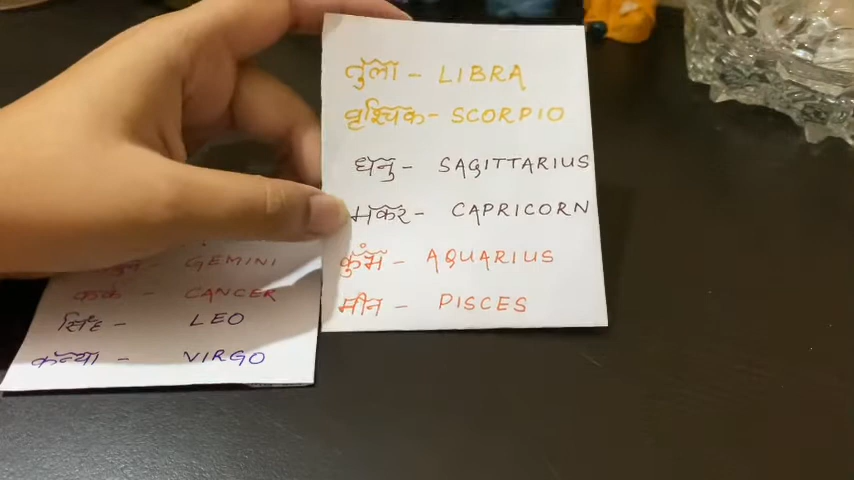 तुला - LIBRA
वृश्चिक - SCORPIO
धनु - SAGITTARIUS
मकर - CAPRICORN
कुंभ - AQUARIUS
मीन - PISCES
GEMINI
कर्क - CANCER
सिंह - LEO
कन्या - VIRGO